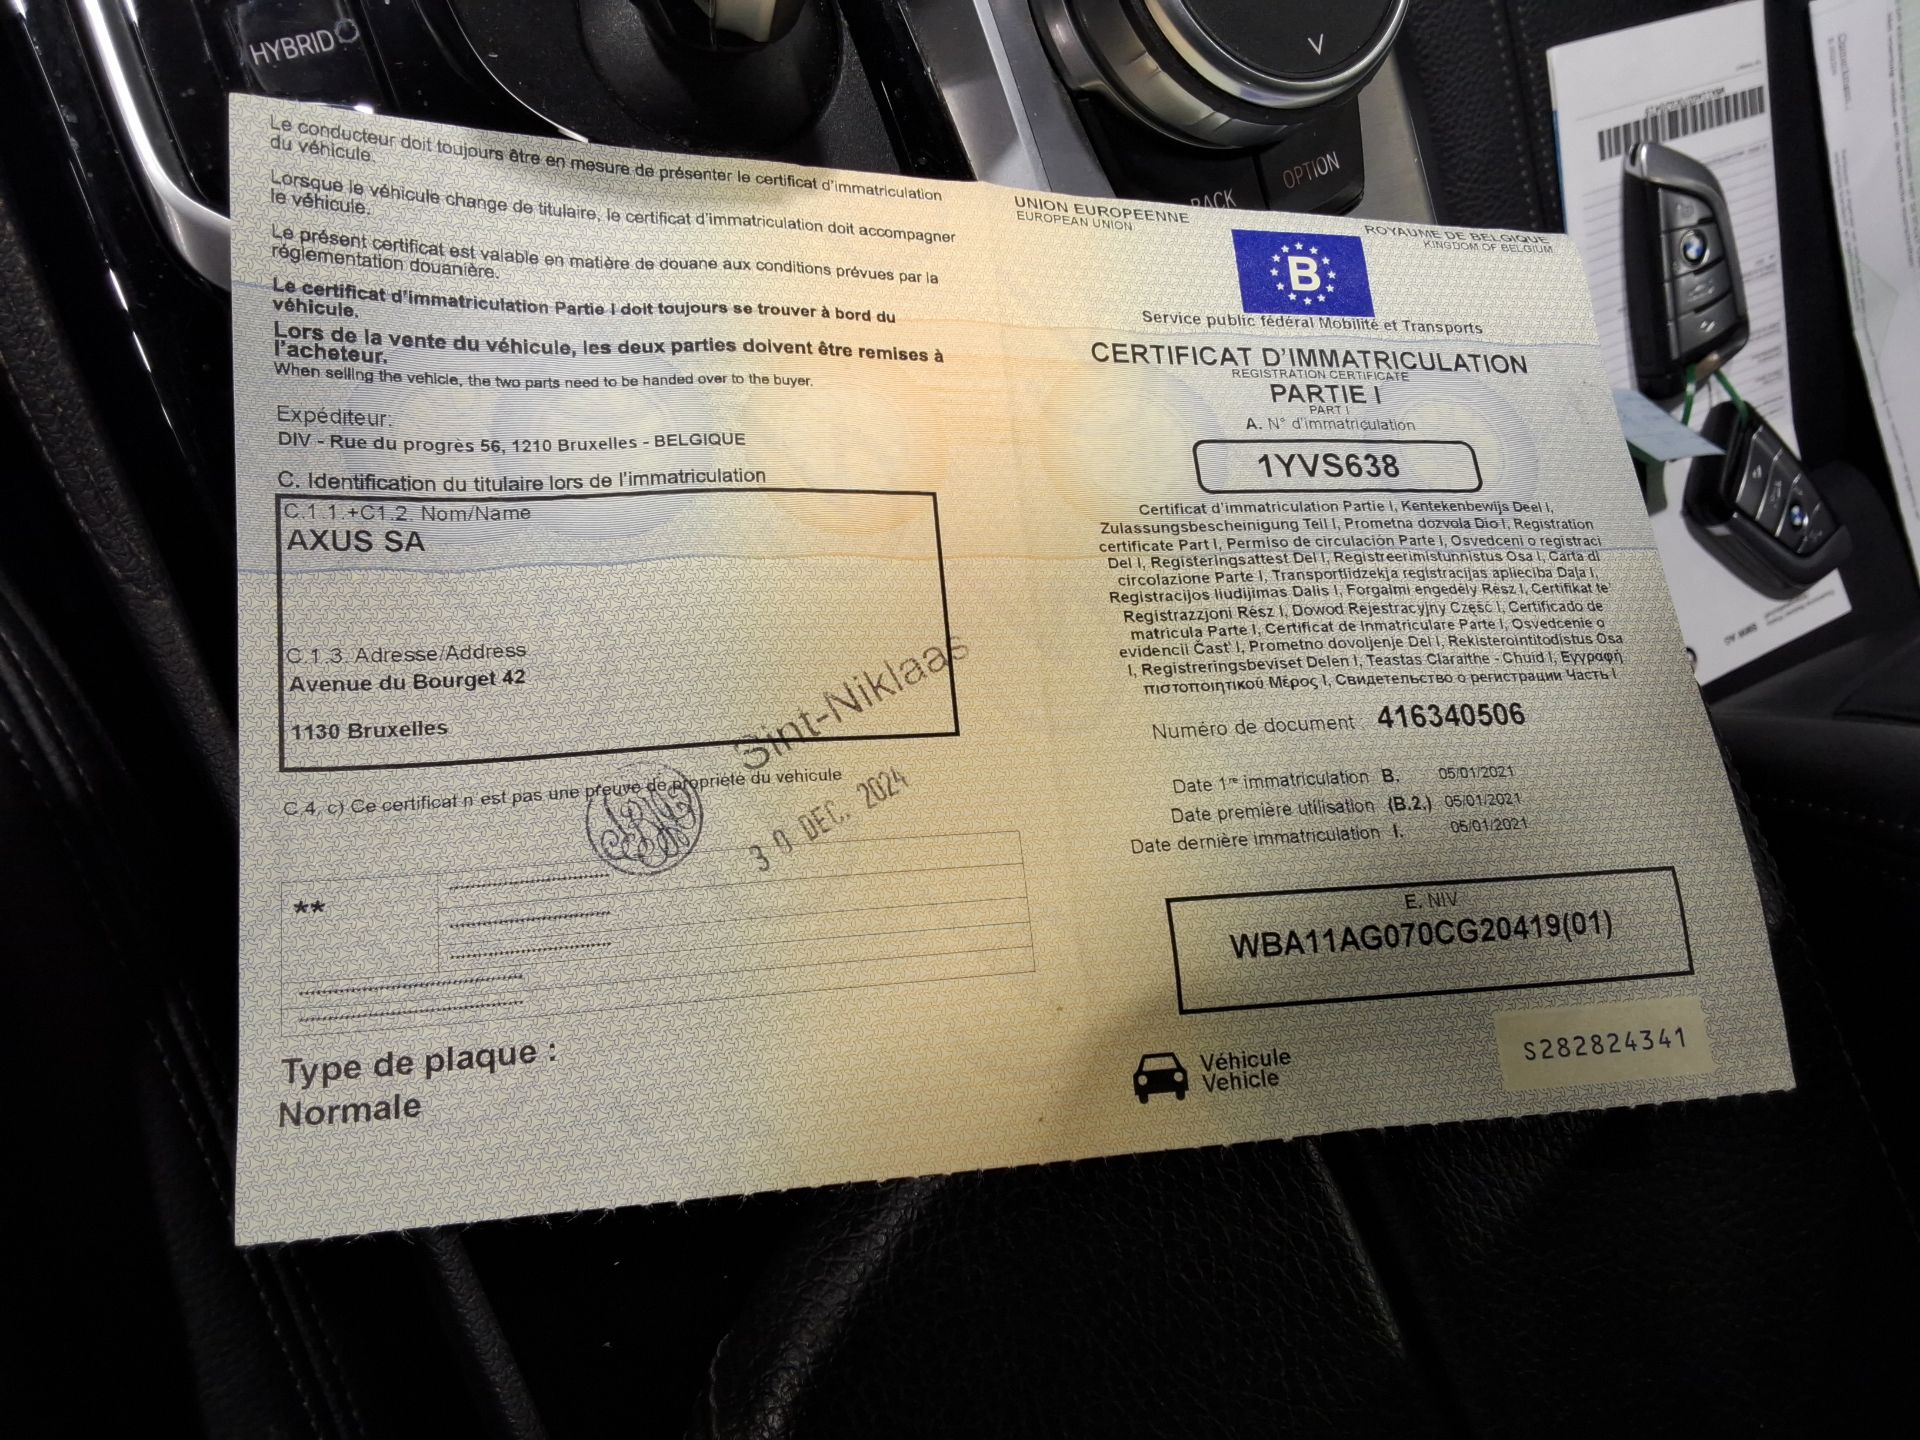 HYBRID
V
BACK
OPTION
Le conducteur doit toujours être en mesure de présenter le certificat d'immatriculation
du véhicule.
Lorsque le véhicule change de titulaire, le certificat d'immatriculation doit accompagner
le véhicule.
Le présent certificat est valable en matière de douane aux conditions prévues par la
réglementation douanière.
Le certificat d'immatriculation Partie I doit toujours se trouver à bord du
véhicule.
Lors de la vente du véhicule, les deux parties doivent être remises à
l'acheteur.
When selling the vehicle, the two parts need to be handed over to the buyer.
Expéditeur:
DIV - Rue du progrès 56, 1210 Bruxelles - BELGIQUE
C. Identification du titulaire lors de l'immatriculation
C.1.1.+C1.2. Nom/Name
AXUS SA
C.1.3. Adresse/Address
Avenue du Bourget 42
1130 Bruxelles
Sint-Niklaas
C.4. c) Ce certificat n'est pas une preuve de propriété du véhicule
30 DEC. 2024
**
Type de plaque :
Normale
UNION EUROPEENNE
EUROPEAN UNION
ROYAUME DE BELGIQUE
KINGDOM OF BELGIUM
B
Service public fédéral Mobilité et Transports
CERTIFICAT D'IMMATRICULATION
REGISTRATION CERTIFICATE
PARTIE I
PART I
A. N° d'immatriculation
1YVS638
Certificat d'immatriculation Partie I, Kentekenbewijs Deel I,
Zulassungsbescheinigung Teil I, Prometna dozvola Dio I, Registration
certificate Part I, Permiso de circulación Parte I, Osvedceni o registraci
Del I, Registeringsattest Del I, Registreerimistunnistus Osa I, Carta di
circolazione Parte I, Transportlidzekja registracijas aplieciba Daļa I,
Registracijos liudijimas Dalis I, Forgalmi engedély Rész I, Certifikat te'
Registrazzjoni Rész I, Dowod Rejestracyjny Część I, Certificado de
matricula Parte I, Certificat de Inmatriculare Parte I, Osvedcenie o
evidencii Čast' I, Prometno dovoljenje Del I, Rekisterointitodistus Osa
I, Registreringsbeviset Delen I, Teastas Claraithe - Chuid I, Εγγραφή
πιστοποιητικού Μέρος I, Свидетельство о регистрации Часть I
Numéro de document : 416340506
Date 1re immatriculation B. 05/01/2021
Date première utilisation (B.2.) 05/01/2021
Date dernière immatriculation I. 05/01/2021
E. NIV
WBA11AG070CG20419(01)
Véhicule
Vehicle
S282824341